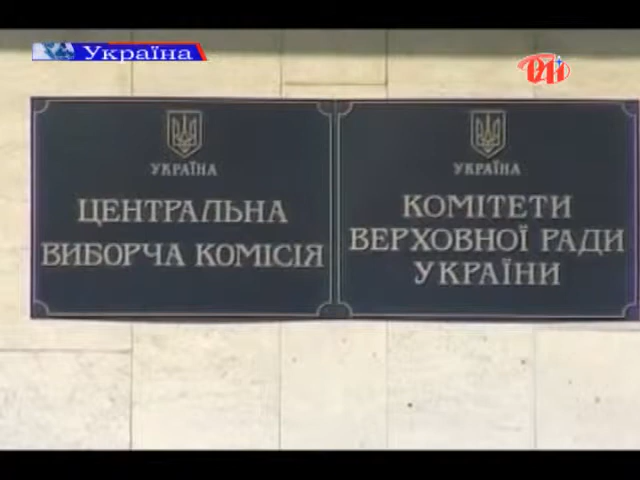 Україна
УКРАЇНА
ЦЕНТРАЛЬНА
ВИБОРЧА КОМІСІЯ
УКРАЇНА
КОМІТЕТИ
ВЕРХОВНОЇ РАДИ
УКРАЇНИ